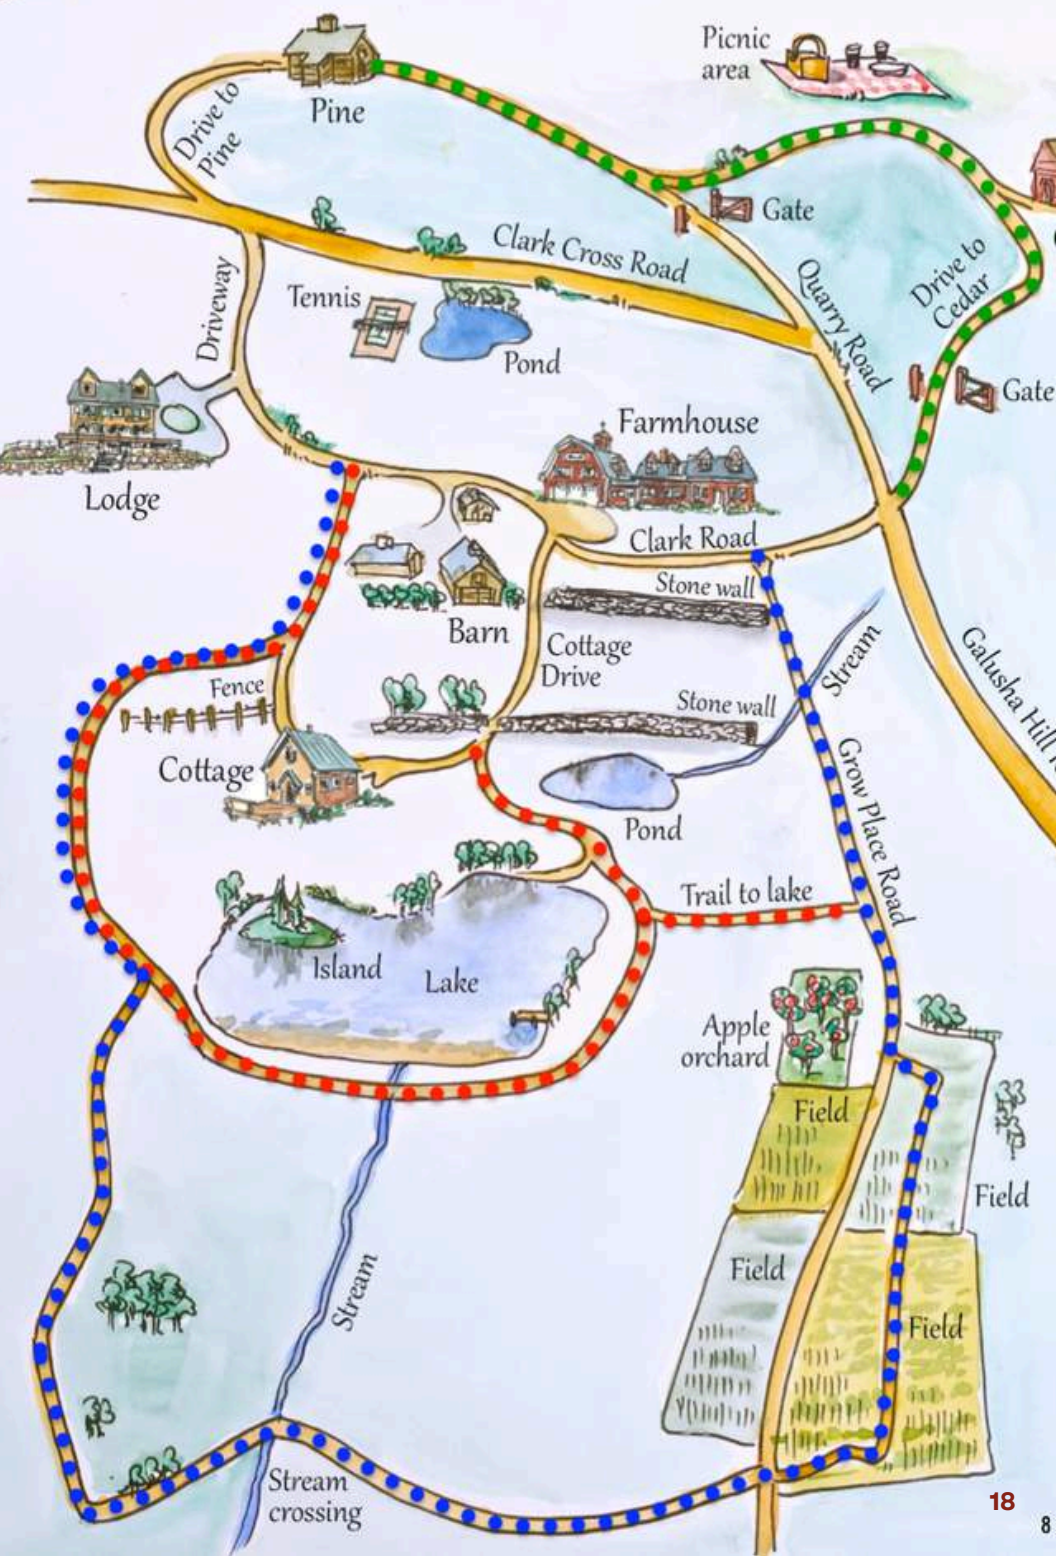 Picnic
area
Pine
Drive to
Pine
Gate
Clark Cross Road
Quarry Road
Drive to
Cedar
Gate
Driveway
Tennis
Pond
Farmhouse
Lodge
Clark Road
Stone wall
Barn
Cottage
Drive
Stream
Galusha Hill
Fence
Stone wall
Cottage
Pond
Grow Place Road
Trail to lake
Island
Lake
Apple
orchard
Field
Field
Field
Field
Stream
Stream
crossing
18
8